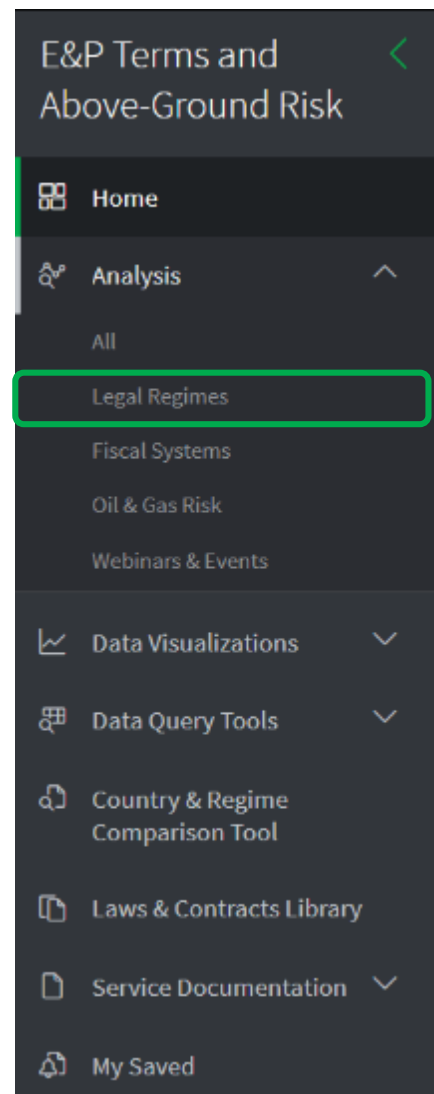 E&P Terms and
Above-Ground Risk
Home
Analysis
All
Legal Regimes
Fiscal Systems
Oil & Gas Risk
Webinars & Events
Data Visualizations
Data Query Tools
Country & Regime
Comparison Tool
Laws & Contracts Library
Service Documentation
My Saved